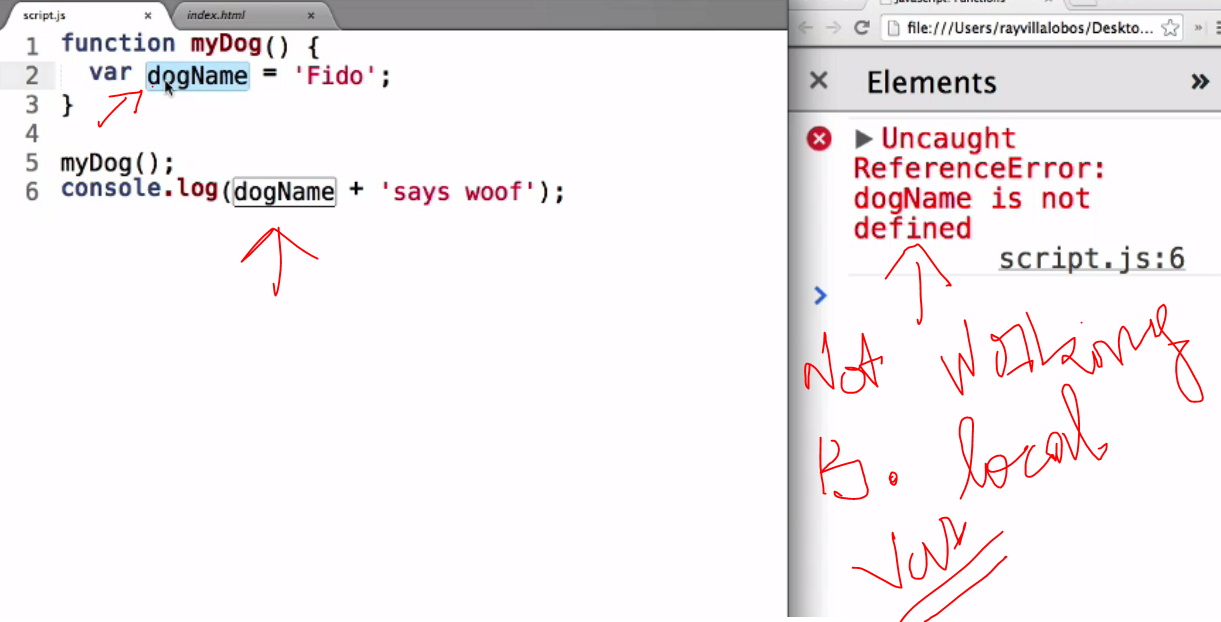 script.js × index.html ×
1 function myDog() {
2 var dogName = 'Fido';
3 }
4
5 myDog();
6 console.log(dogName + 'says woof');
file:///Users/rayvillalobos/Deskto... »
× Elements »
▶ Uncaught
ReferenceError:
dogName is not
defined
script.js:6
>
Not Working
B. local
var